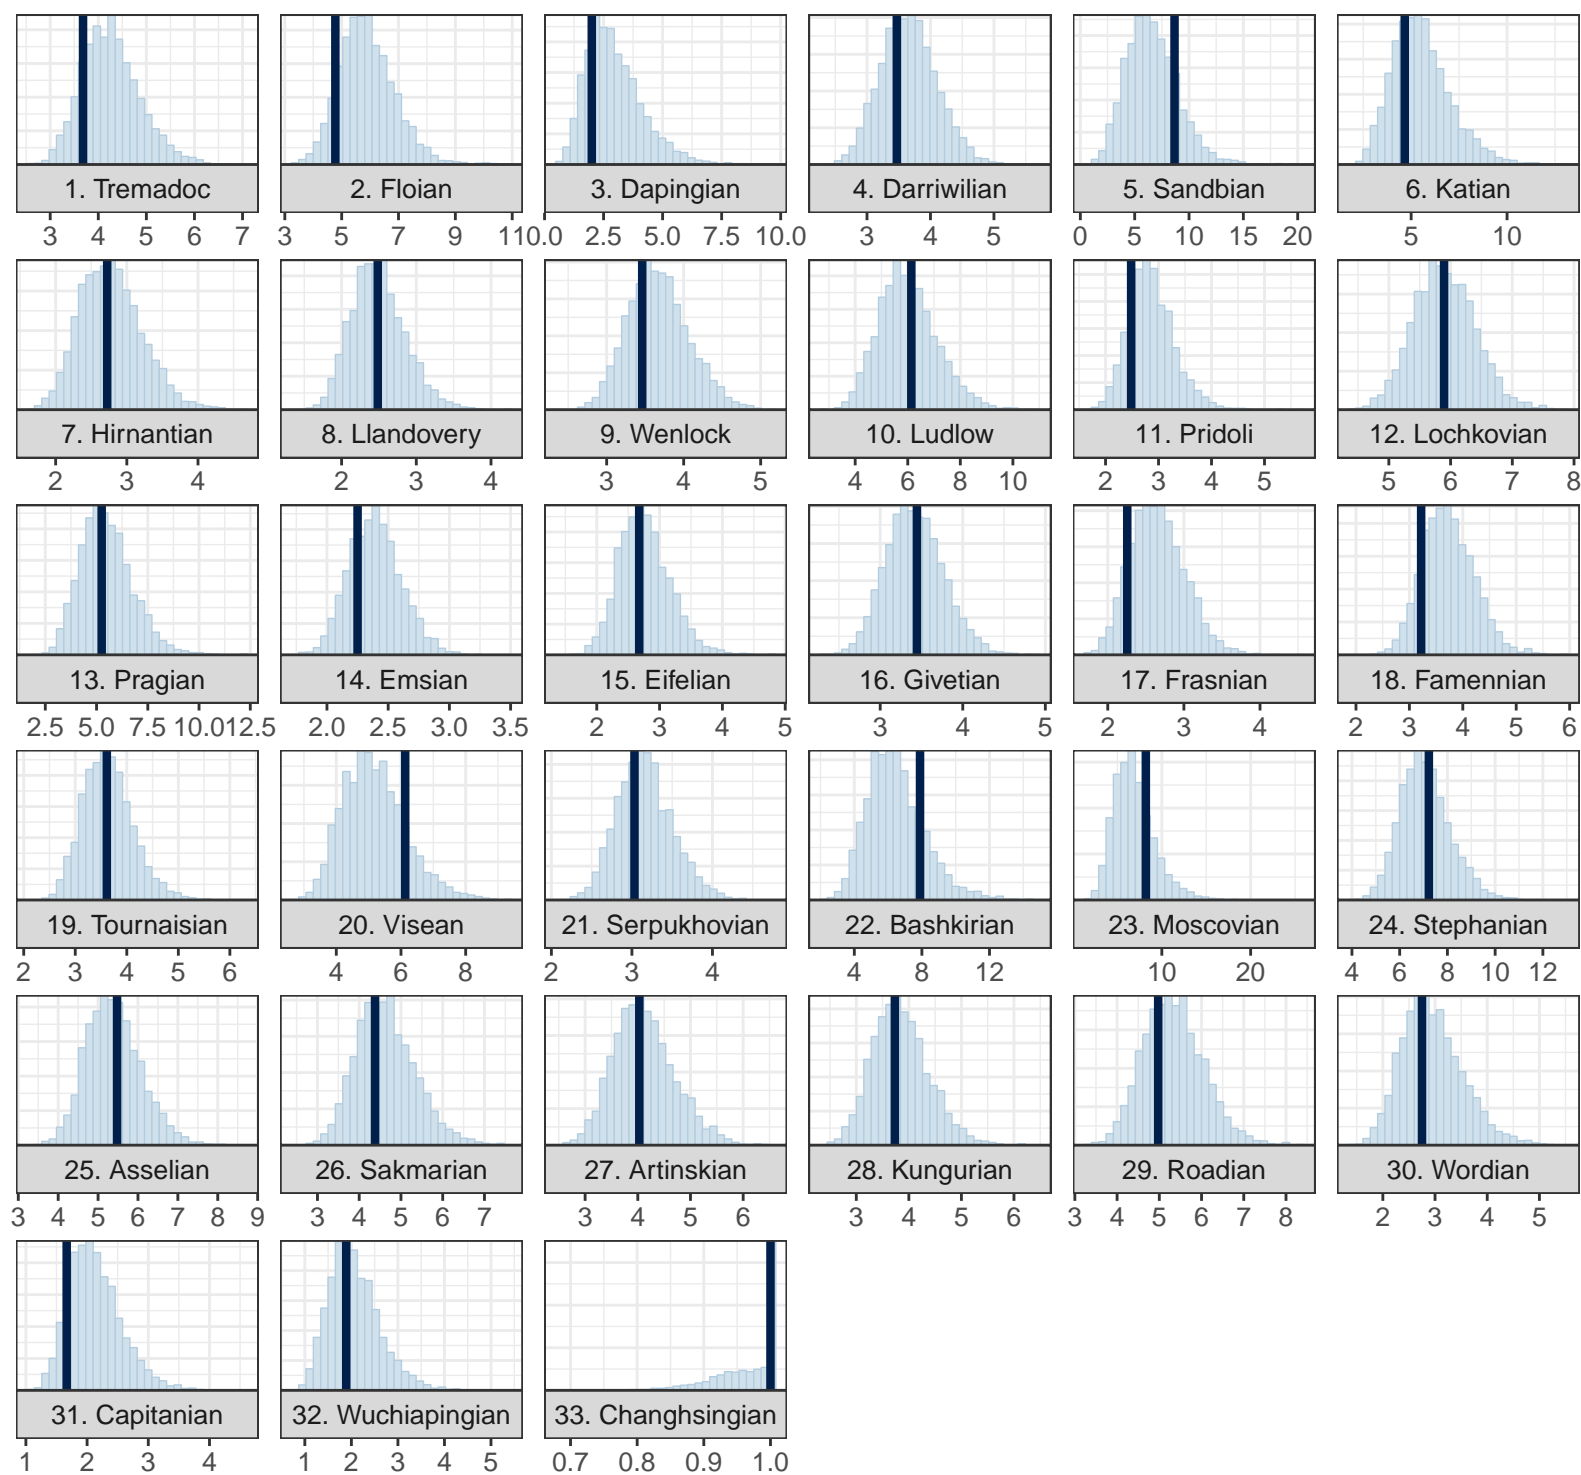 1. Tremadoc 2. Floian 3. Dapingian 4. Darriwilian 5. Sandbian 6. Katian
3 4 5 6 7 3 5 7 9 11 0.0 2.5 5.0 7.5 10.0 3 4 5 0 5 10 15 20 5 10
7. Hirnantian 8. Llandovery 9. Wenlock 10. Ludlow 11. Pridoli 12. Lochkovian
2 3 4 2 3 4 3 4 5 4 6 8 10 2 3 4 5 5 6 7 8
13. Pragian 14. Emsian 15. Eifelian 16. Givetian 17. Frasnian 18. Famennian
2.5 5.0 7.5 10.0 12.5 2.0 2.5 3.0 3.5 2 3 4 5 3 4 5 2 3 4 2 3 4 5 6
19. Tournaisian 20. Visean 21. Serpukhovian 22. Bashkirian 23. Moscovian 24. Stephanian
2 3 4 5 6 4 6 8 2 3 4 4 8 12 10 20 4 6 8 10 12
25. Asselian 26. Sakmarian 27. Artinskian 28. Kungurian 29. Roadian 30. Wordian
3 4 5 6 7 8 9 3 4 5 6 7 3 4 5 6 3 4 5 6 3 4 5 6 7 8 2 3 4 5
31. Capitanian 32. Wuchiapingian 33. Changhsingian
1 2 3 4 1 2 3 4 5 0.7 0.8 0.9 1.0